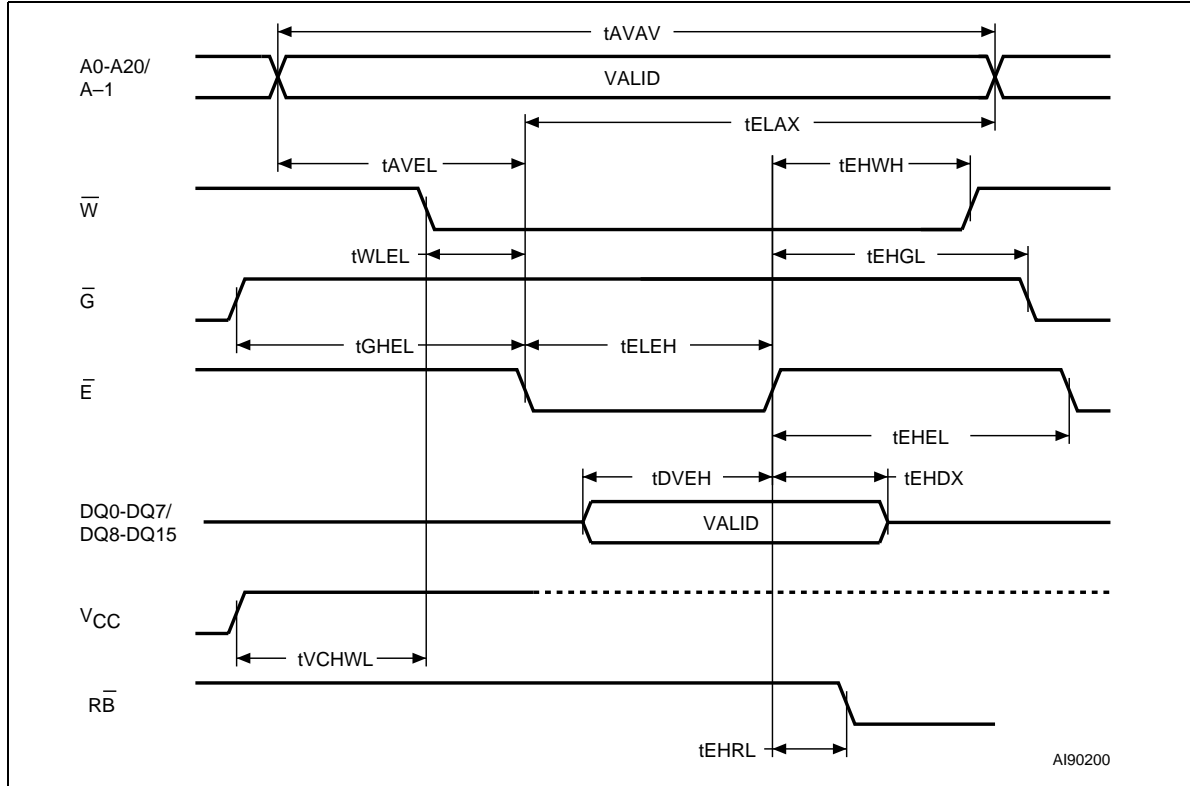 tAVAV
A0-A20/
A–1
VALID
tELAX
tAVEL
tEHWH
W̅
tWLEL
tEHGL
G̅
tGHEL
tELEH
E̅
tEHEL
tDVEH
tEHDX
DQ0-DQ7/
DQ8-DQ15
VALID
VCC
tVCHWL
RB̅
tEHRL
AI90200